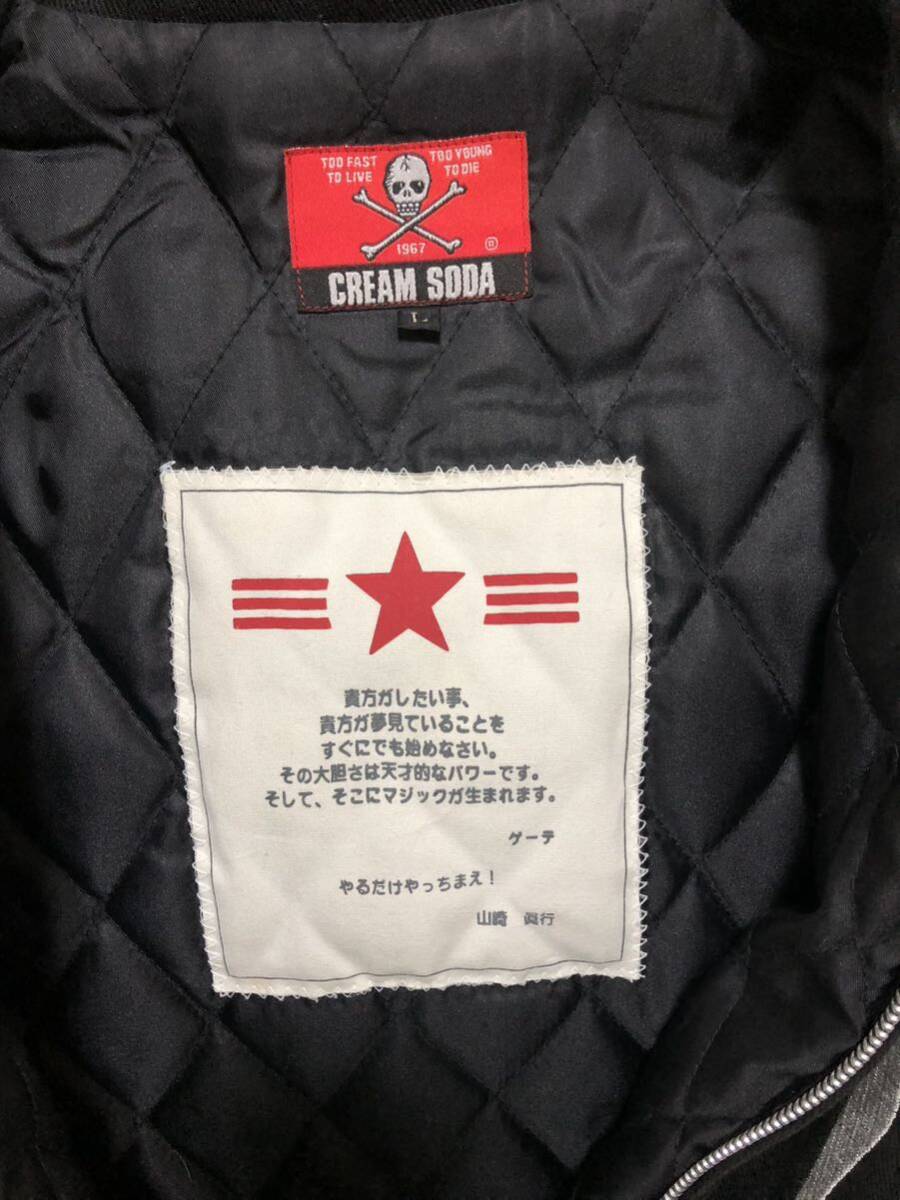 TOO FAST TOO YOUNG
TO LIVE TO DIE
1967 ®
CREAM SODA
L
貴方がしたい事、
貴方が夢見ていることを
すぐにでも始めなさい。
その大胆さは天才的なパワーです。
そして、そこにマジックが生まれます。
ゲーテ
やるだけやっちまえ!
山崎 眞行